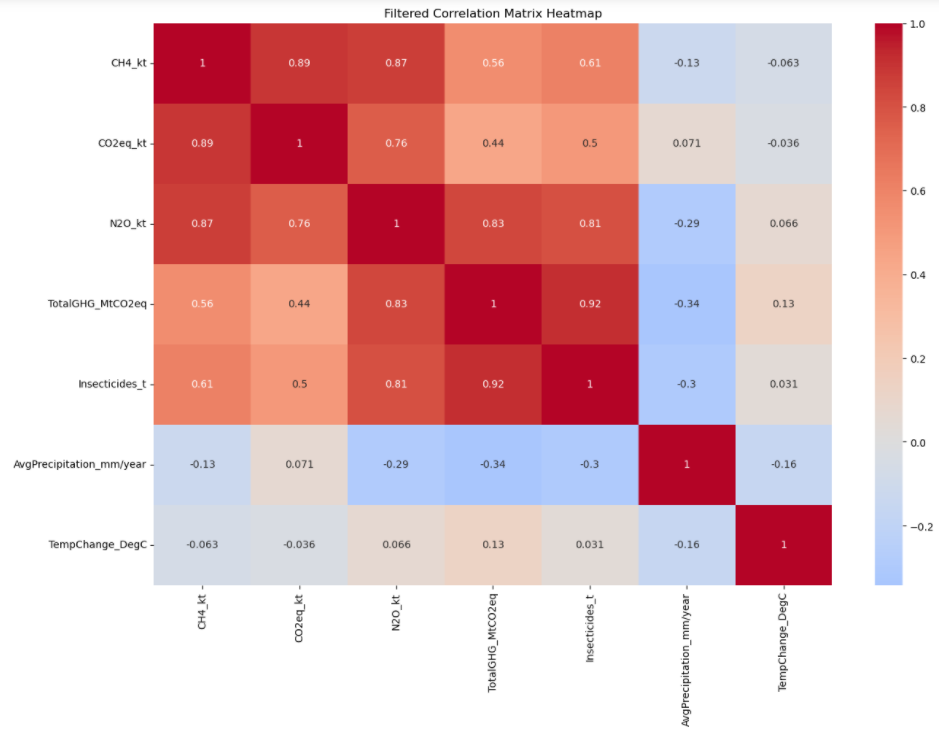 Filtered Correlation Matrix Heatmap
CH4_kt 1 0.89 0.87 0.56 0.61 -0.13 -0.063
CO2eq_kt 0.89 1 0.76 0.44 0.5 0.071 -0.036
N2O_kt 0.87 0.76 1 0.83 0.81 -0.29 0.066
TotalGHG_MtCO2eq 0.56 0.44 0.83 1 0.92 -0.34 0.13
Insecticides_t 0.61 0.5 0.81 0.92 1 -0.3 0.031
AvgPrecipitation_mm/year -0.13 0.071 -0.29 -0.34 -0.3 1 -0.16
TempChange_DegC -0.063 -0.036 0.066 0.13 0.031 -0.16 1
CH4_kt
CO2eq_kt
N2O_kt
TotalGHG_MtCO2eq
Insecticides_t
AvgPrecipitation_mm/year
TempChange_DegC
1.0
0.8
0.6
0.4
0.2
0.0
−0.2